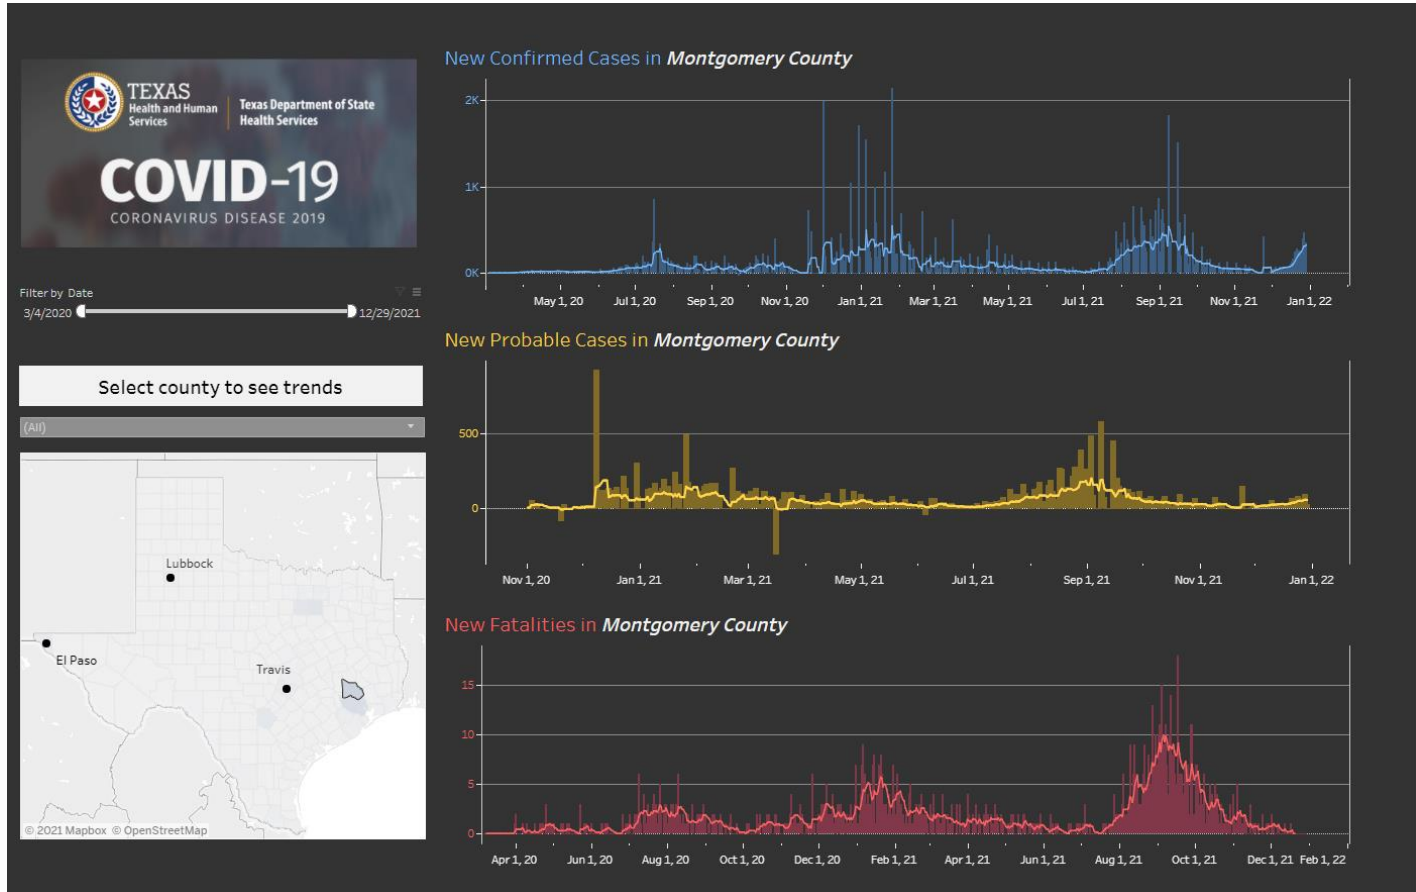 TEXAS
Health and Human
Services
Texas Department of State
Health Services
COVID-19
CORONAVIRUS DISEASE 2019
Filter by Date
3/4/2020
12/29/2021
Select county to see trends
(All)
Lubbock
El Paso
Travis
© 2021 Mapbox © OpenStreetMap
New Confirmed Cases in Montgomery County
2K
1K
0K
May 1, 20 Jul 1, 20 Sep 1, 20 Nov 1, 20 Jan 1, 21 Mar 1, 21 May 1, 21 Jul 1, 21 Sep 1, 21 Nov 1, 21 Jan 1, 22
New Probable Cases in Montgomery County
500
0
Nov 1, 20 Jan 1, 21 Mar 1, 21 May 1, 21 Jul 1, 21 Sep 1, 21 Nov 1, 21 Jan 1, 22
New Fatalities in Montgomery County
15
10
5
0
Apr 1, 20 Jun 1, 20 Aug 1, 20 Oct 1, 20 Dec 1, 20 Feb 1, 21 Apr 1, 21 Jun 1, 21 Aug 1, 21 Oct 1, 21 Dec 1, 21 Feb 1, 22